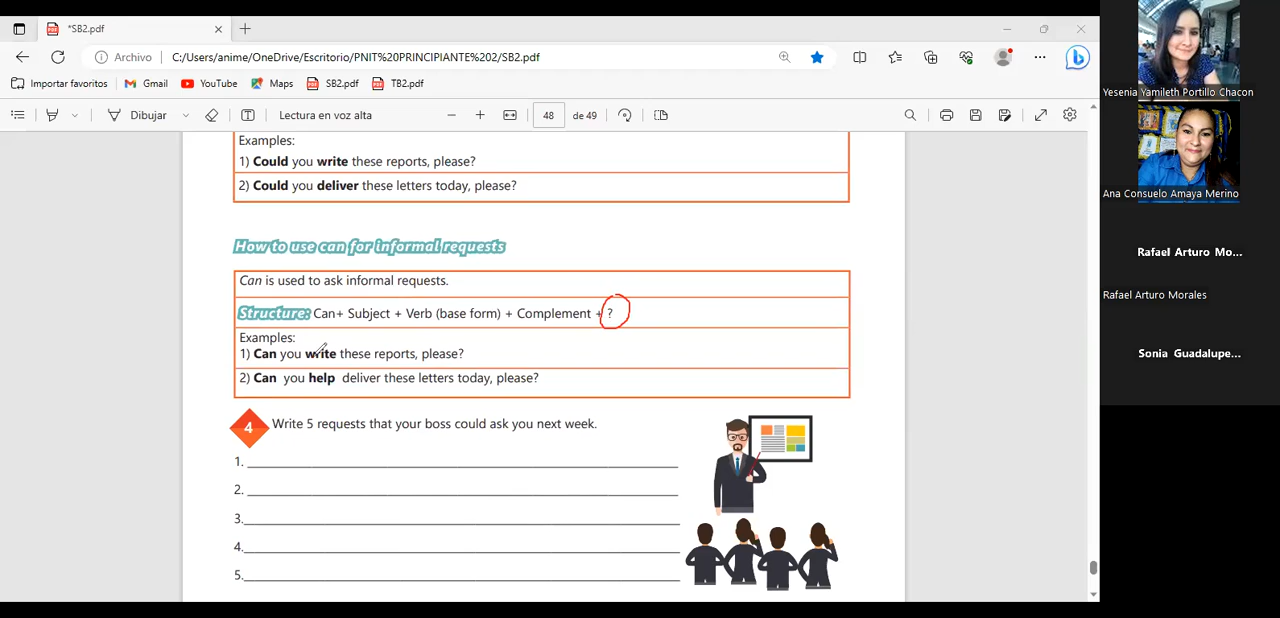 *SB2.pdf
Archivo C:/Users/anime/OneDrive/Escritorio/PNIT%20PRINCIPIANTE%202/SB2.pdf
Importar favoritos Gmail YouTube Maps SB2.pdf TB2.pdf
Dibujar Lectura en voz alta 48 de 49
Examples:
1) Could you write these reports, please?
2) Could you deliver these letters today, please?
How to use can for informal requests
Can is used to ask informal requests.
Structure: Can+ Subject + Verb (base form) + Complement + ?
Examples:
1) Can you write these reports, please?
2) Can you help deliver these letters today, please?
4 Write 5 requests that your boss could ask you next week.
1.
2.
3.
4.
5.
Yesenia Yamileth Portillo Chacon
Ana Consuelo Amaya Merino
Rafael Arturo Mo...
Rafael Arturo Morales
Sonia Guadalupe...